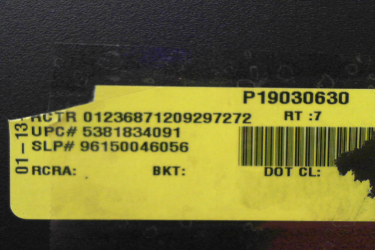 P19030630
RCTR 01236871209297272 RT :7
UPC# 5381834091
SLP# 96150046056
RCRA: BKT: DOT CL:
01-13